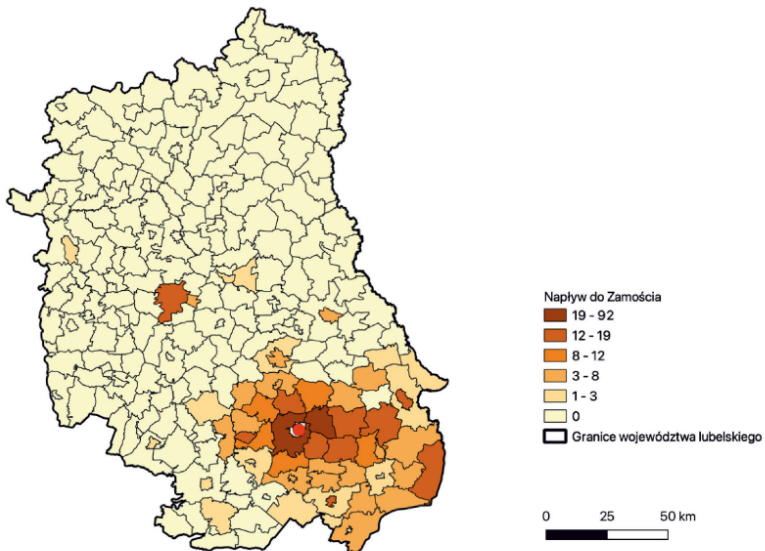 Napływ do Zamościa
19 - 92
12 - 19
8 - 12
3 - 8
1 - 3
0
Granice województwa lubelskiego
0 25 50 km